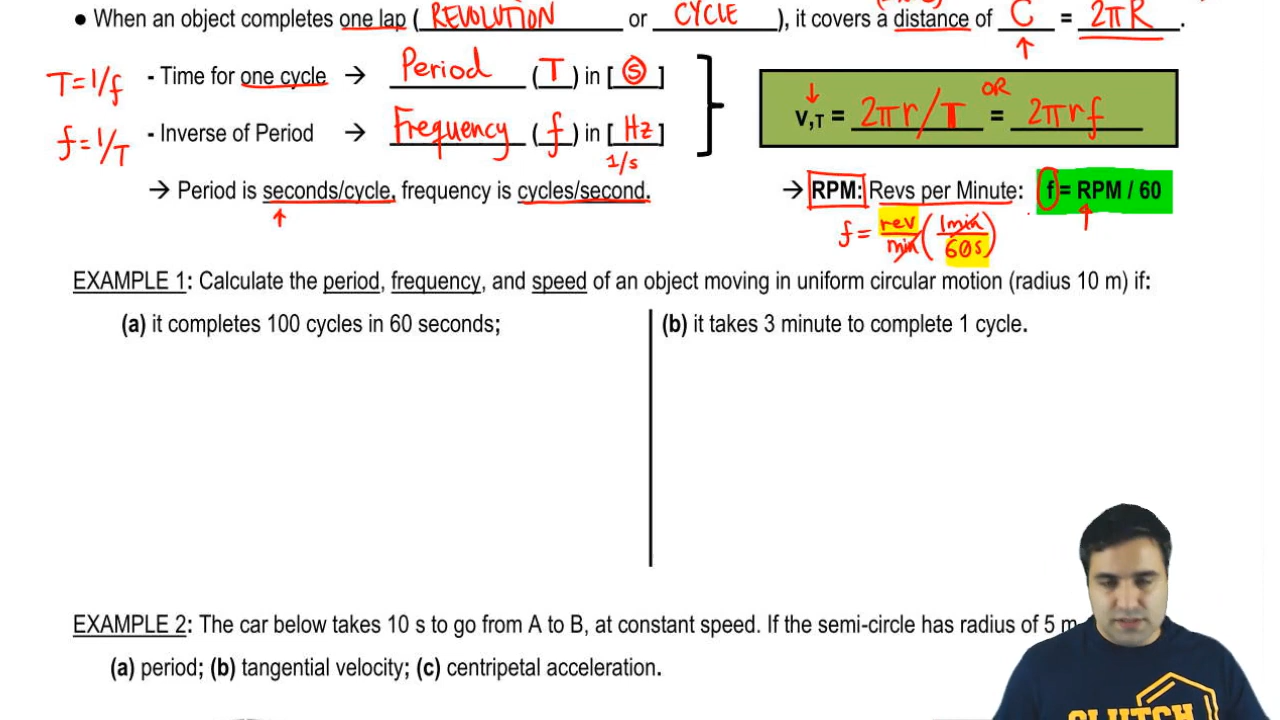 ● When an object completes one lap ( REVOLUTION or CYCLE ), it covers a distance of C = 2πR .
T=1/f - Time for one cycle → Period (T) in [ s ]
v,T = 2πr/T OR = 2πrf
f=1/T - Inverse of Period → Frequency (f) in [ Hz ]
1/s
→ Period is seconds/cycle, frequency is cycles/second. → RPM: Revs per Minute: f = RPM / 60
f = rev/min (1min/60s)
EXAMPLE 1: Calculate the period, frequency, and speed of an object moving in uniform circular motion (radius 10 m) if:
(a) it completes 100 cycles in 60 seconds; (b) it takes 3 minute to complete 1 cycle.
EXAMPLE 2: The car below takes 10 s to go from A to B, at constant speed. If the semi-circle has radius of 5 m
(a) period; (b) tangential velocity; (c) centripetal acceleration.
CLUTCH